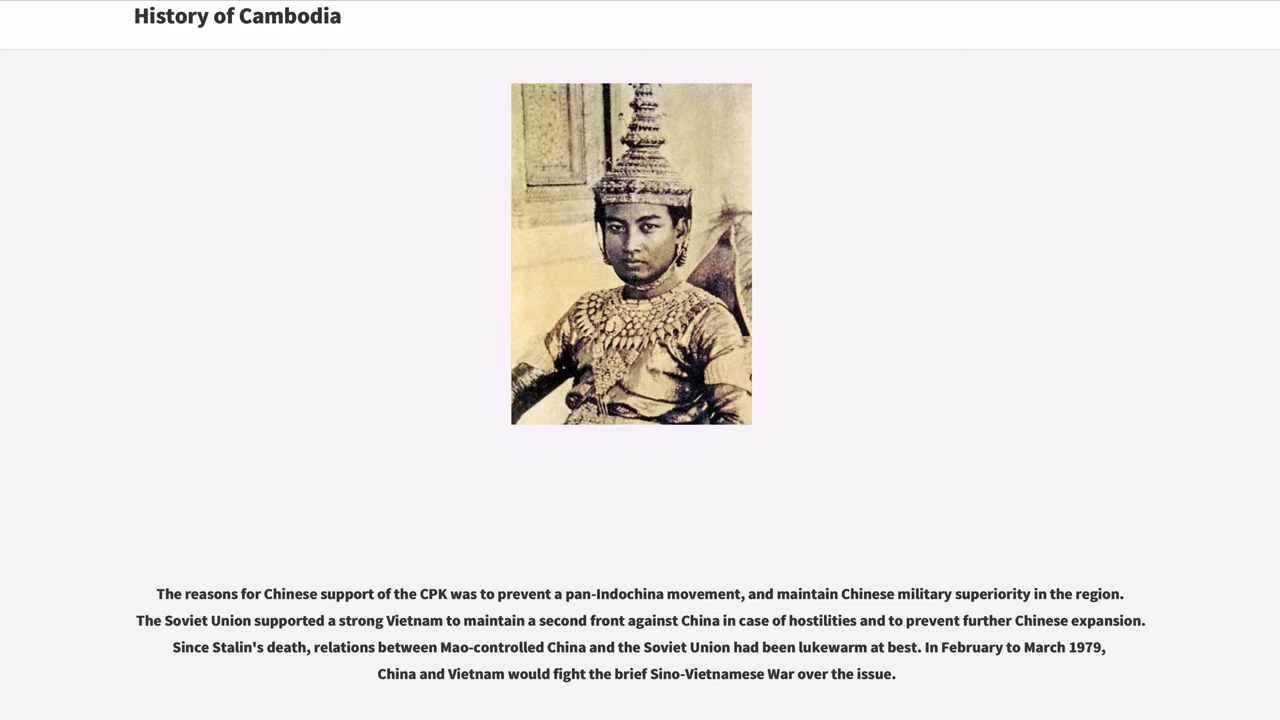 History of Cambodia
The reasons for Chinese support of the CPK was to prevent a pan-Indochina movement, and maintain Chinese military superiority in the region.
The Soviet Union supported a strong Vietnam to maintain a second front against China in case of hostilities and to prevent further Chinese expansion.
Since Stalin's death, relations between Mao-controlled China and the Soviet Union had been lukewarm at best. In February to March 1979,
China and Vietnam would fight the brief Sino-Vietnamese War over the issue.